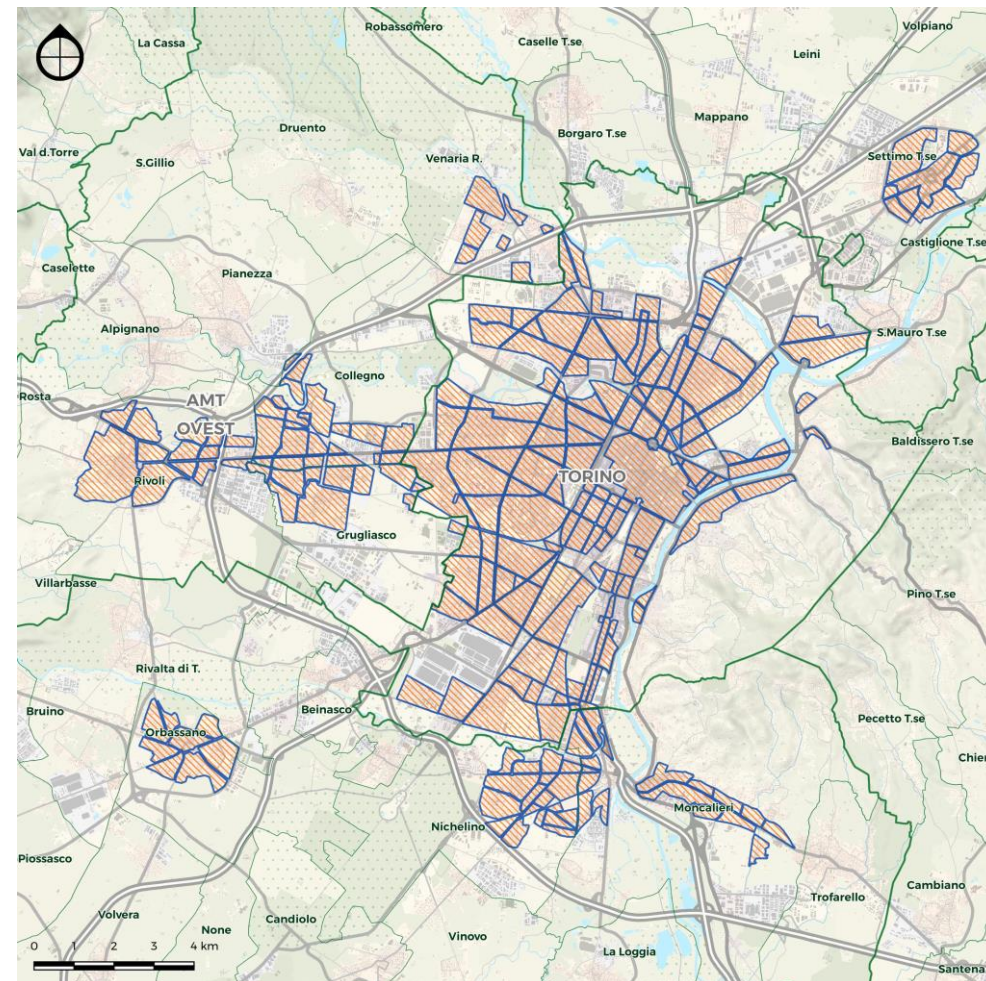 Robassomero
Volpiano
La Cassa
Caselle T.se
Leini
Mappano
Druento
Borgaro T.se
Val d.Torre
S.Gillio
Venaria R.
Settimo T.se
Castiglione T.se
Caselette
Pianezza
Alpignano
S.Mauro T.se
Collegno
Rosta
AMT
OVEST
Baldissero T.se
Rivoli
TORINO
Grugliasco
Villarbasse
Pino T.se
Rivalta di T.
Bruino
Beinasco
Pecetto T.se
Orbassano
Chier
Moncalieri
Nichelino
Piossasco
Cambiano
Trofarello
Volvera
Candiolo
None
Vinovo
0 1 2 3 4 km
La Loggia
Santena